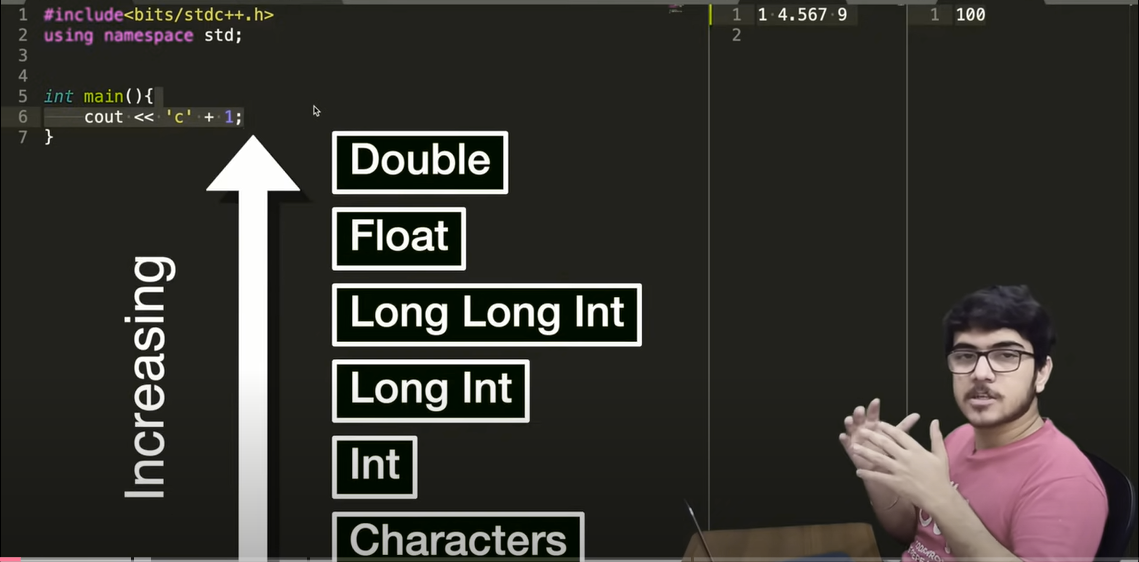 1 #include<bits/stdc++.h>
2 using namespace std;
3
4
5 int main(){
6 cout << 'c' + 1;
7 }
1 1 4.567 9
2
1 100
Increasing
Double
Float
Long Long Int
Long Int
Int
Characters